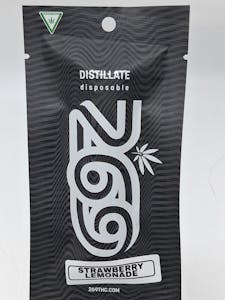 DISTILLATE
disposable
269
STRAWBERRY
LEMONADE
269THC.COM